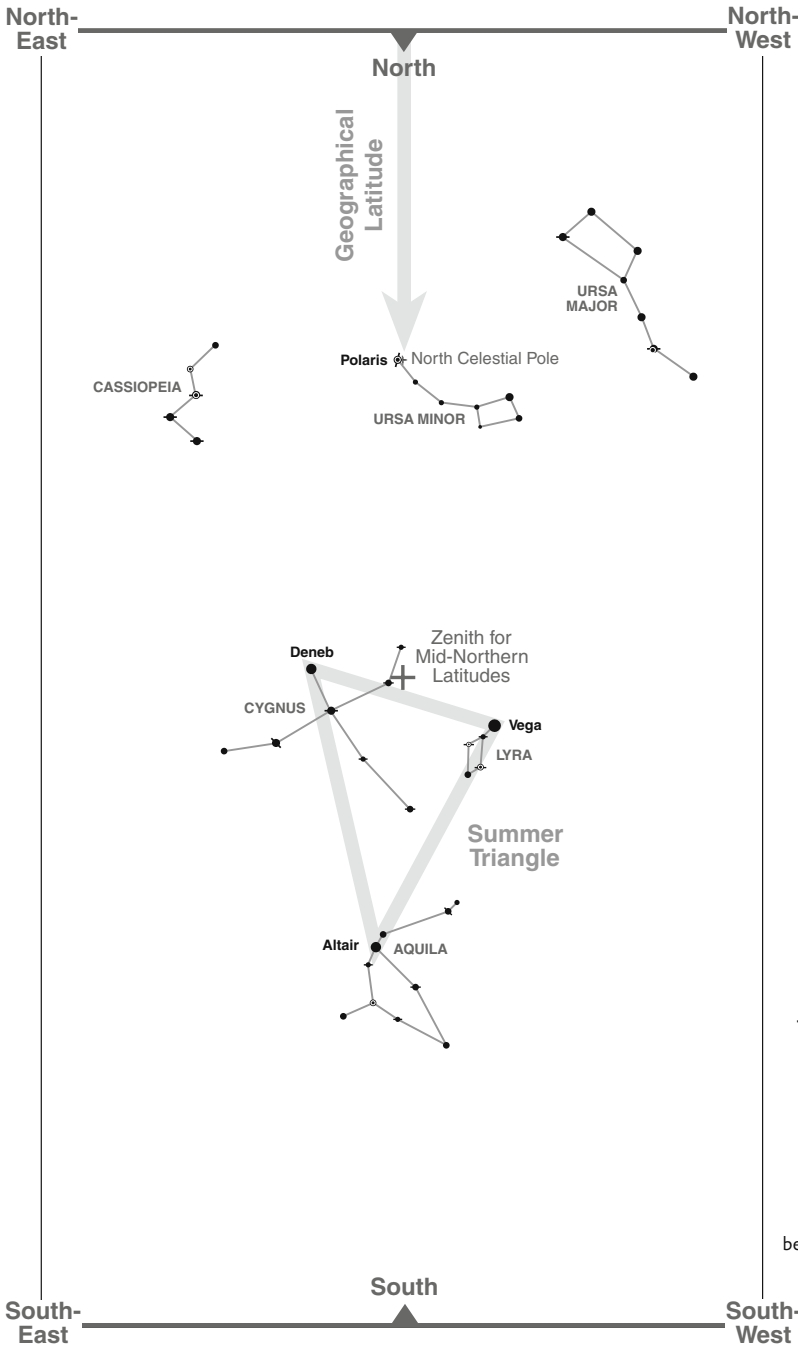 North-
East
North-
West
North
Geographical
Latitude
URSA
MAJOR
Polaris
North Celestial Pole
CASSIOPEIA
URSA MINOR
Zenith for
Mid-Northern
Latitudes
Deneb
CYGNUS
Vega
LYRA
Summer
Triangle
Altair
AQUILA
be
South
South-
East
South-
West